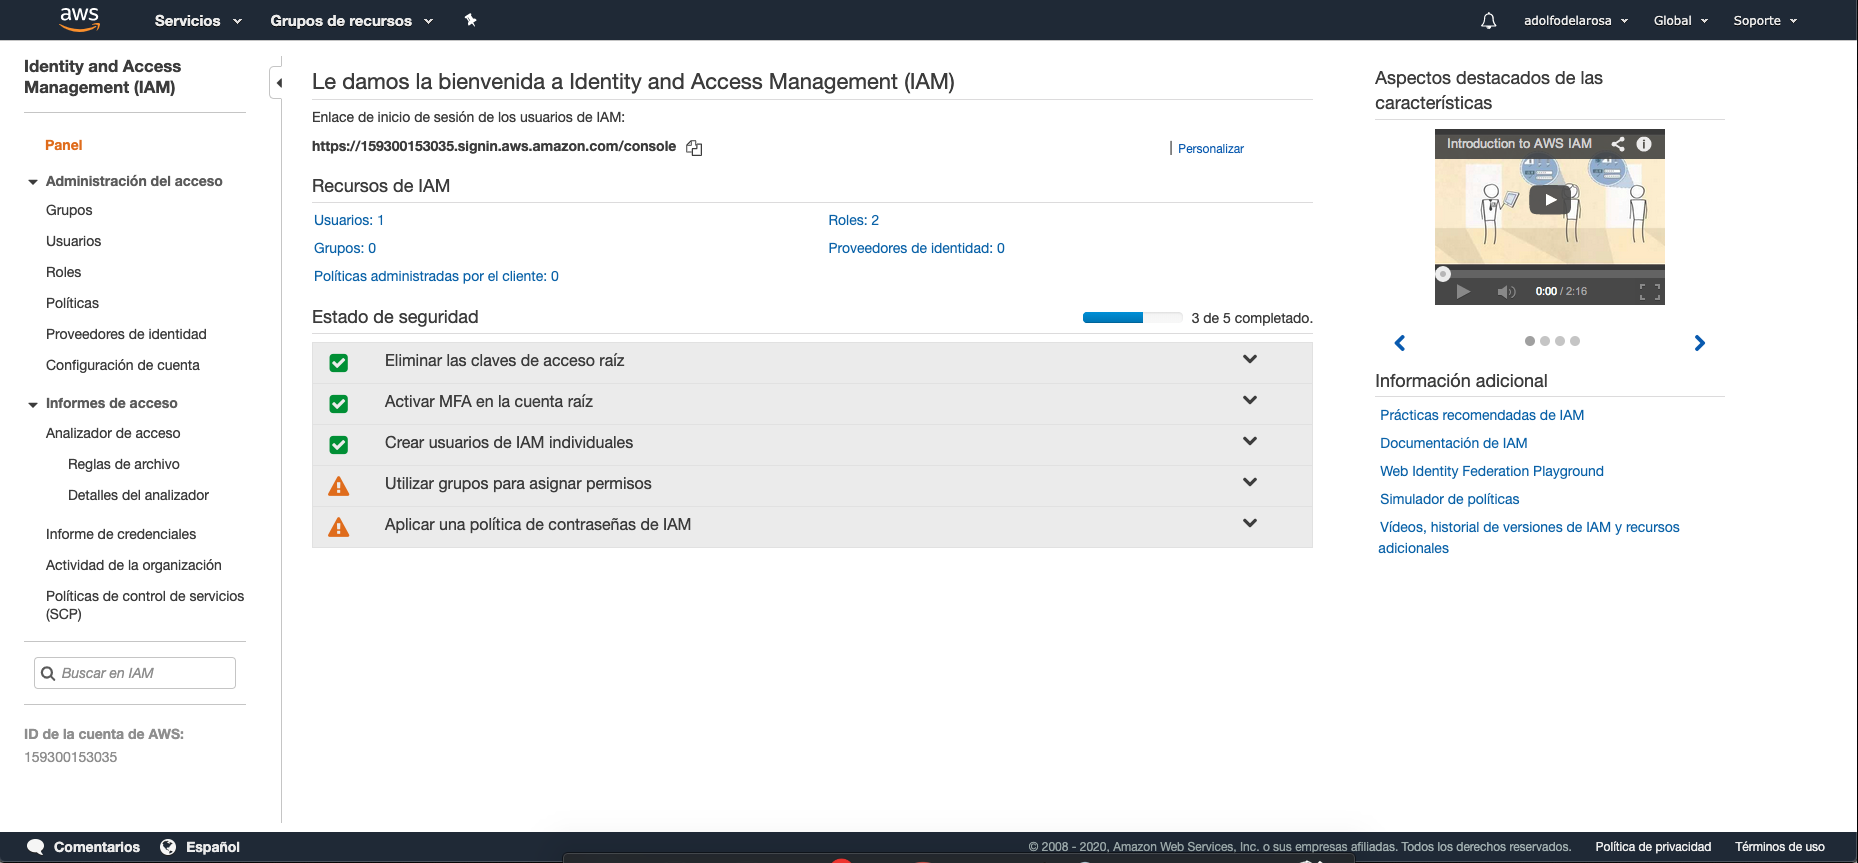 aws
Servicios
Grupos de recursos
adolfodelarosa
Global
Soporte
Identity and Access
Management (IAM)
Panel
Administración del acceso
Grupos
Usuarios
Roles
Políticas
Proveedores de identidad
Configuración de cuenta
Informes de acceso
Analizador de acceso
Reglas de archivo
Detalles del analizador
Informe de credenciales
Actividad de la organización
Políticas de control de servicios
(SCP)
Buscar en IAM
ID de la cuenta de AWS:
159300153035
Le damos la bienvenida a Identity and Access Management (IAM)
Enlace de inicio de sesión de los usuarios de IAM:
https://159300153035.signin.aws.amazon.com/console
| Personalizar
Recursos de IAM
Usuarios: 1
Roles: 2
Grupos: 0
Proveedores de identidad: 0
Políticas administradas por el cliente: 0
Estado de seguridad
3 de 5 completado.
Eliminar las claves de acceso raíz
Activar MFA en la cuenta raíz
Crear usuarios de IAM individuales
Utilizar grupos para asignar permisos
Aplicar una política de contraseñas de IAM
Aspectos destacados de las
características
Introduction to AWS IAM
0:00 / 2:16
Información adicional
Prácticas recomendadas de IAM
Documentación de IAM
Web Identity Federation Playground
Simulador de políticas
Vídeos, historial de versiones de IAM y recursos
adicionales
Comentarios
Español
© 2008 - 2020, Amazon Web Services, Inc. o sus empresas afiliadas. Todos los derechos reservados.
Política de privacidad
Términos de uso